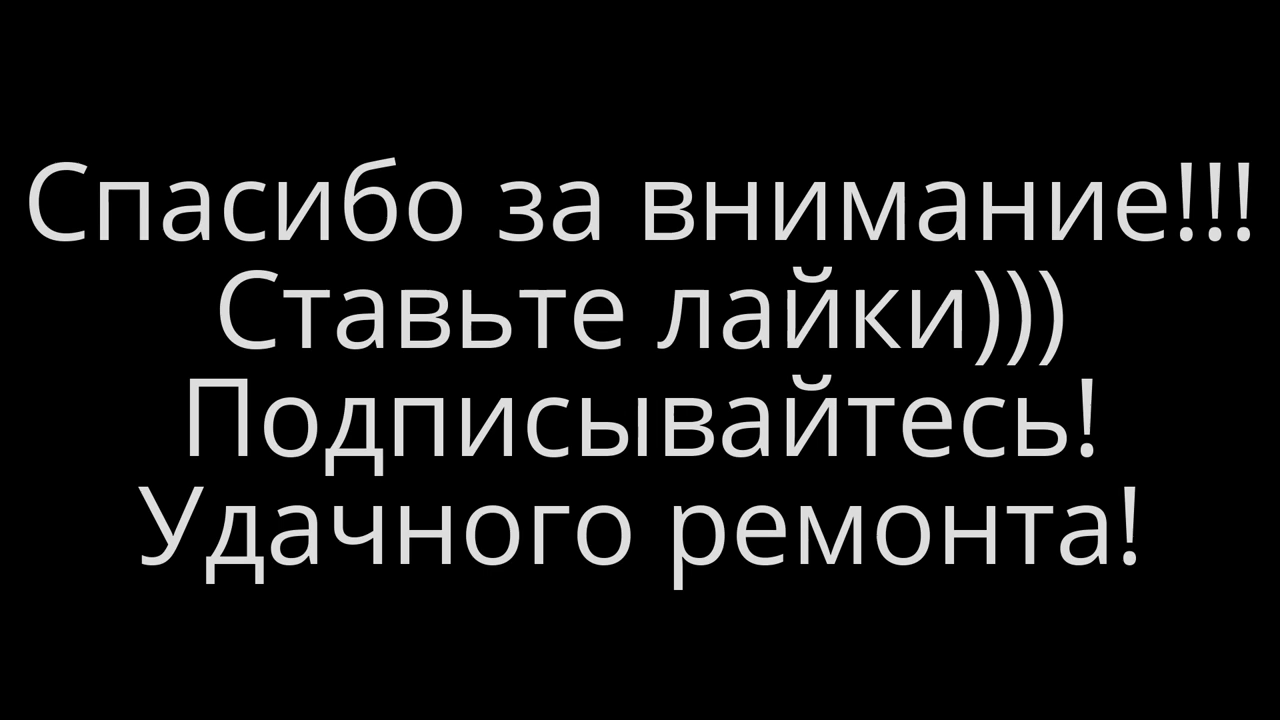 Спасибо за внимание!!!
Ставьте лайки)))
Подписывайтесь!
Удачного ремонта!